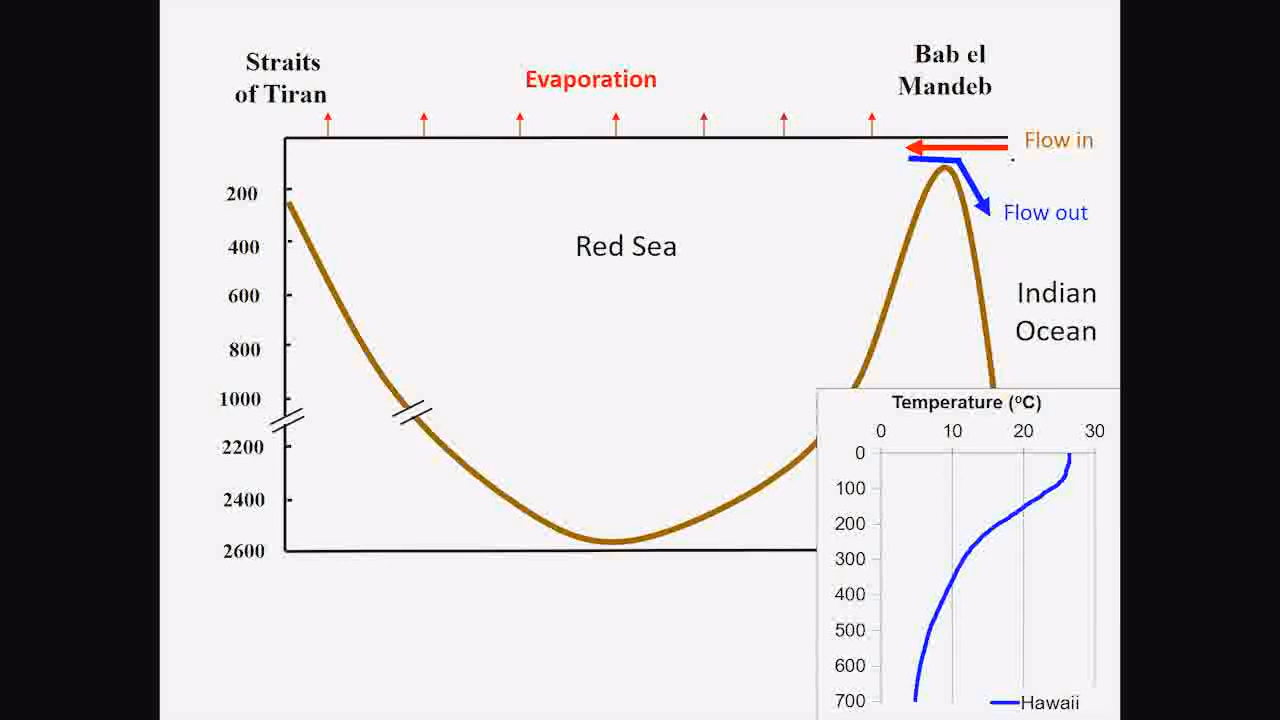 Straits
of Tiran
Evaporation
Bab el
Mandeb
Flow in
Flow out
200
400
600
800
1000
2200
2400
2600
Red Sea
Indian
Ocean
Temperature (ºC)
0 10 20 30
0
100
200
300
400
500
600
700
Hawaii